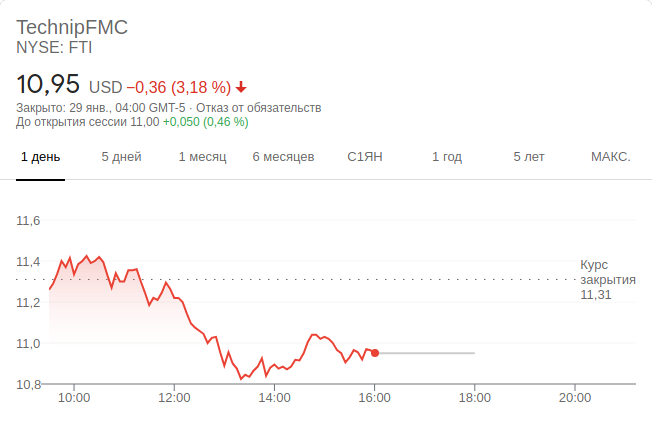 TechnipFMC
NYSE: FTI
10,95 USD −0,36 (3,18 %)
Закрыто: 29 янв., 04:00 GMT-5 · Отказ от обязательств
До открытия сессии 11,00 +0,050 (0,46 %)
1 день 5 дней 1 месяц 6 месяцев С1ЯН 1 год 5 лет МАКС.
11,6
11,4
11,2
11,0
10,8
Курс
закрытия
11,31
10:00 12:00 14:00 16:00 18:00 20:00